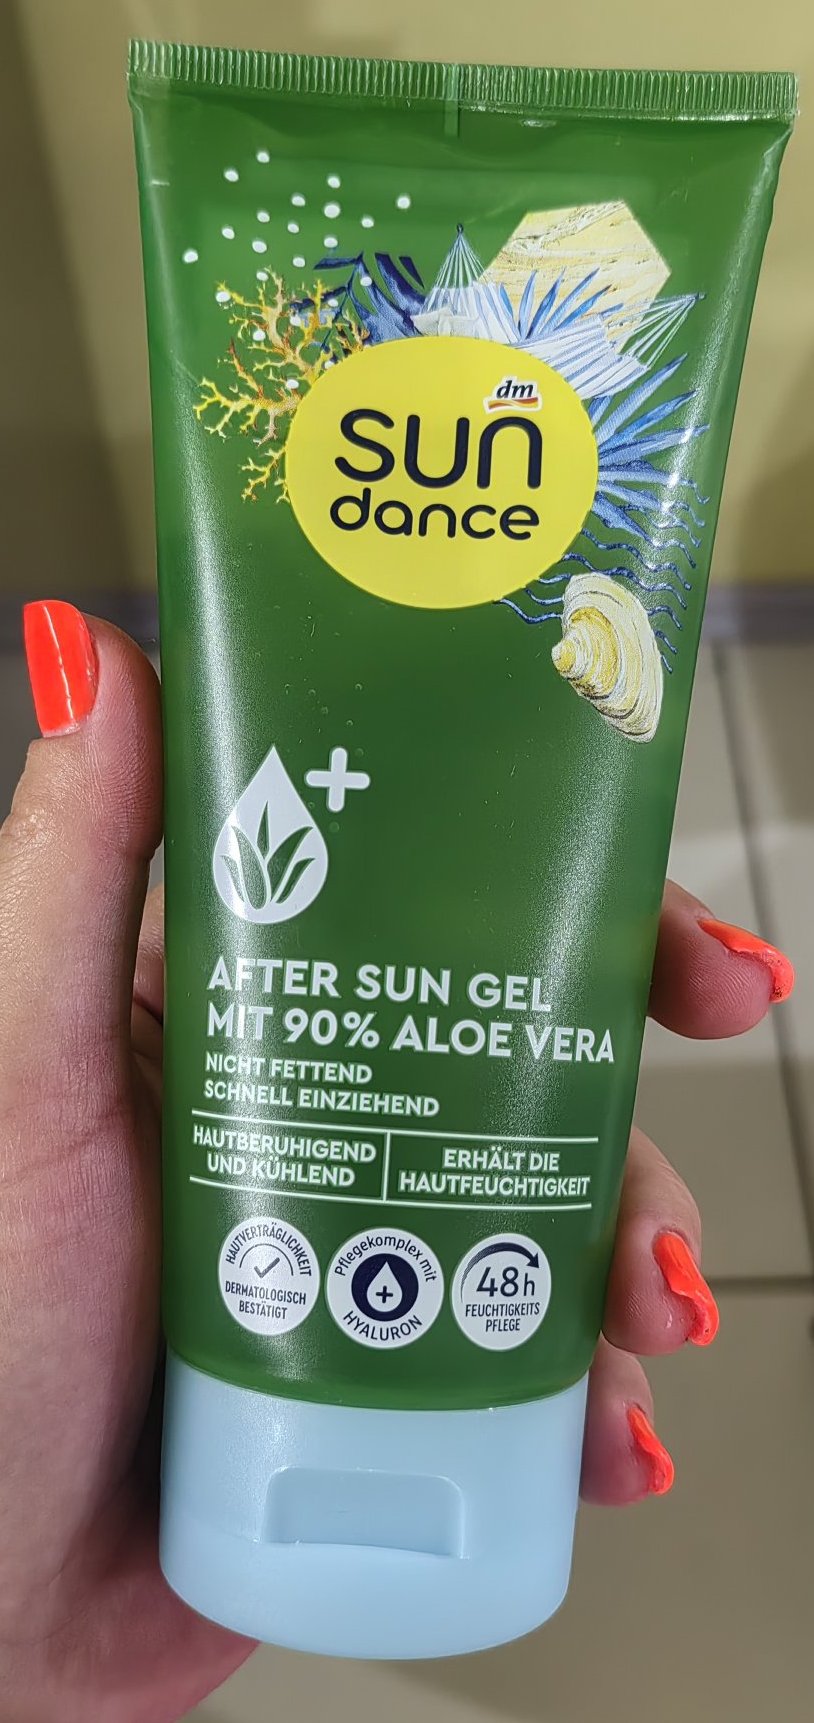 dm
SUN
dance
AFTER SUN GEL
MIT 90% ALOE VERA
NICHT FETTEND
SCHNELL EINZIEHEND
HAUTBERUHIGEND
UND KÜHLEND
ERHÄLT DIE
HAUTFEUCHTIGKEIT
HAUTVERTRÄGLICHKEIT
DERMATOLOGISCH
BESTÄTIGT
Pflegekomplex mit
HYALURON
48h
FEUCHTIGKEITS
PFLEGE